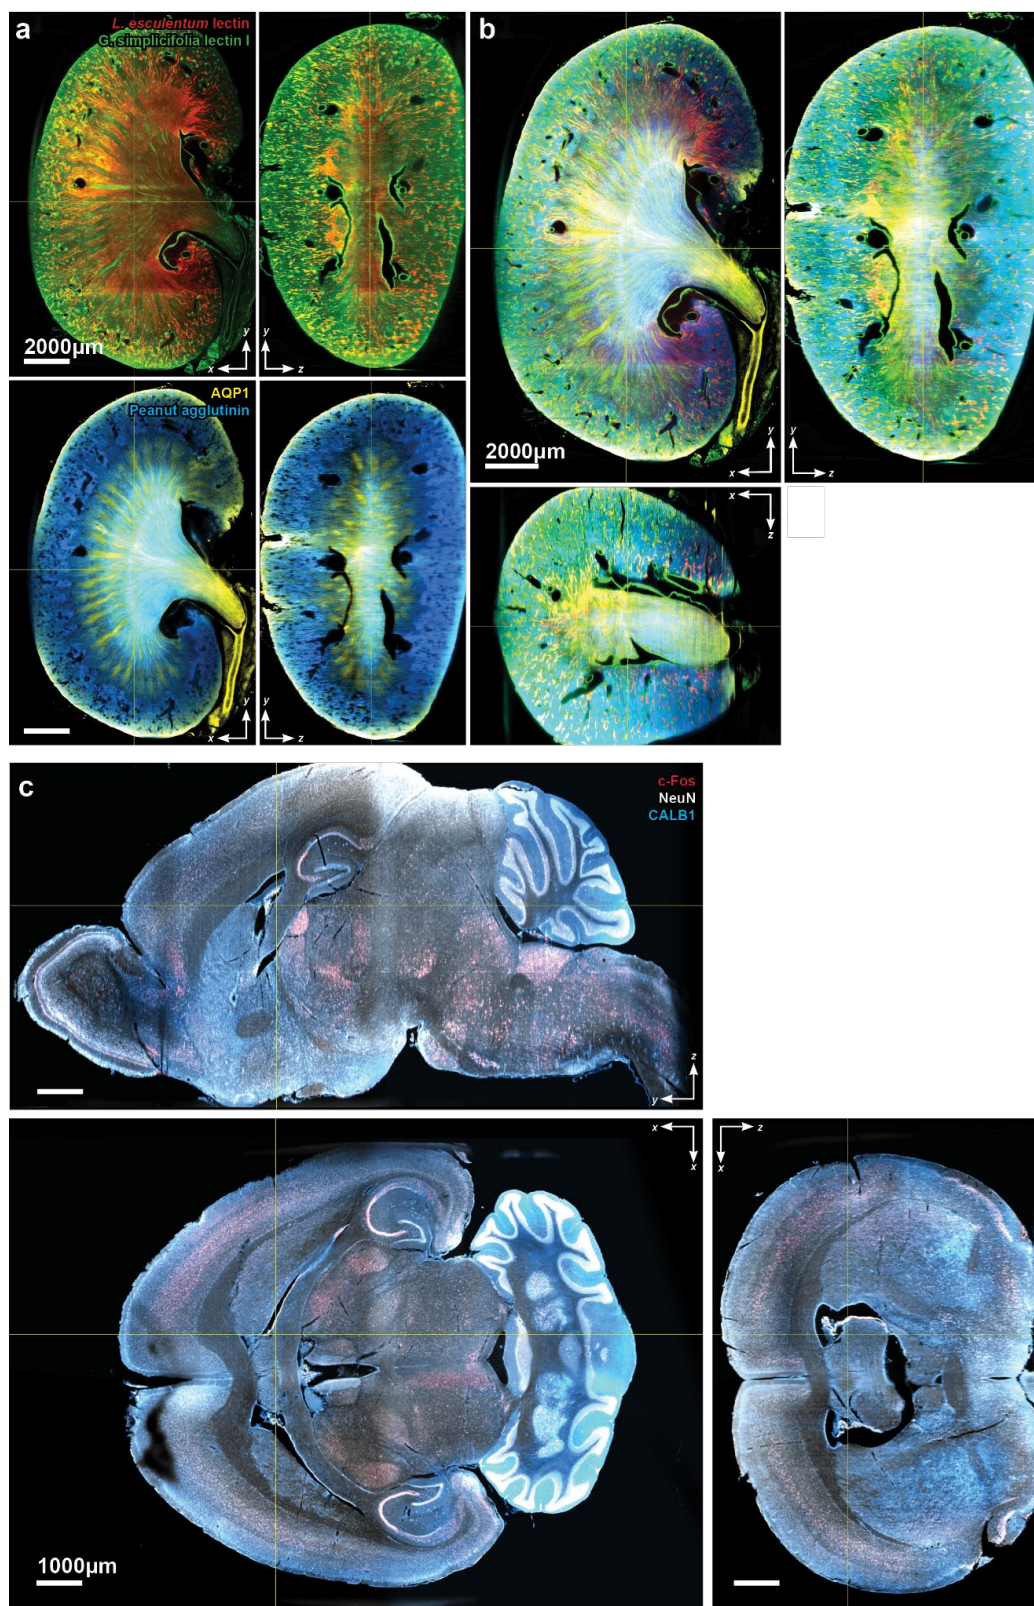 a
L. esculentum lectin
G. simplicifolia lectin I
y
x
2000µm
y
z
AQP1
Peanut agglutinin
y
x
y
z
b
y
x
2000µm
y
z
x
z
c
c-Fos
NeuN
CALB1
z
y
x
x
1000µm
z
x